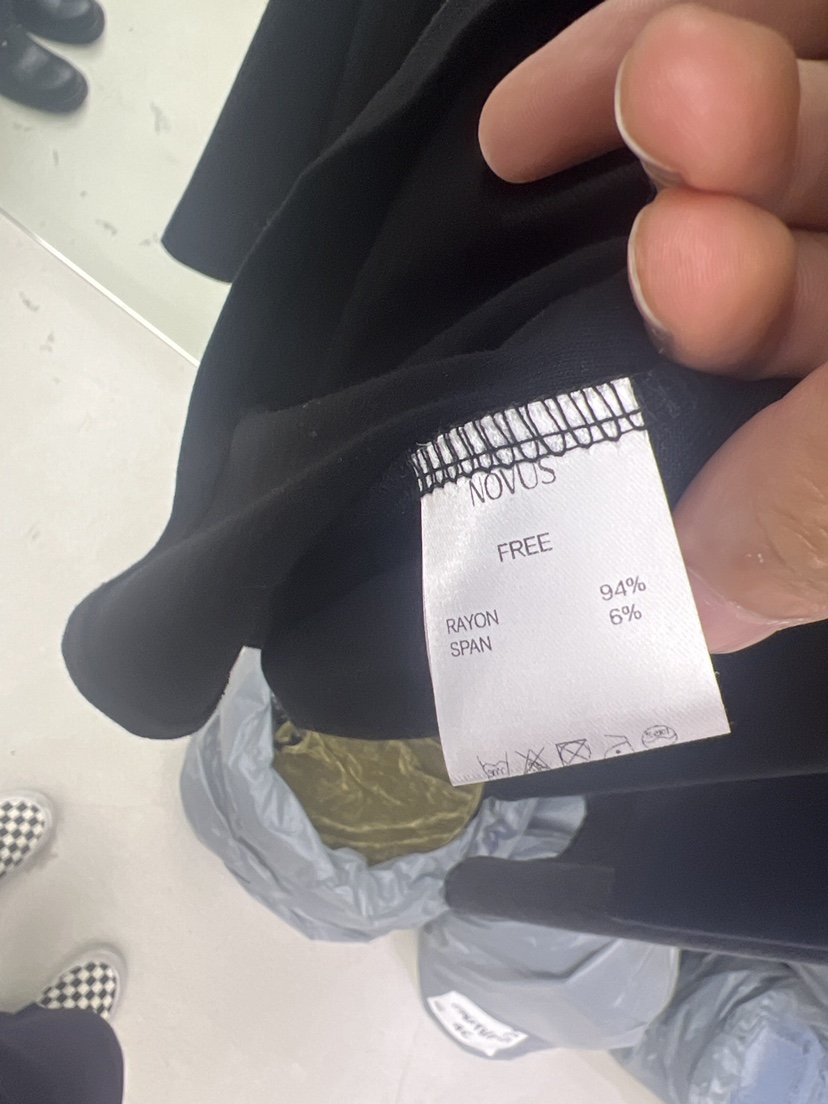 NOVUS
FREE
RAYON 94%
SPAN 6%